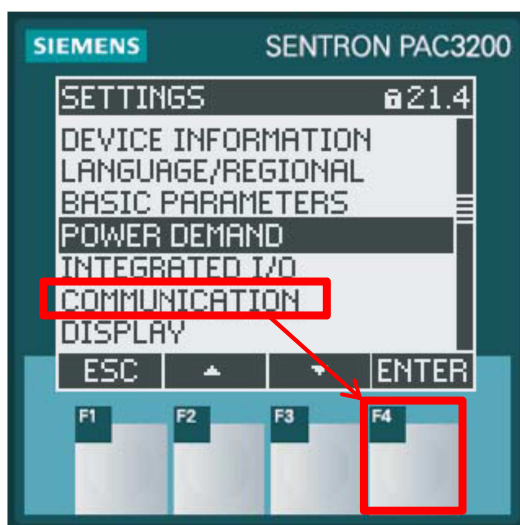 SIEMENS SENTRON PAC3200
SETTINGS 21.4
DEVICE INFORMATION
LANGUAGE/REGIONAL
BASIC PARAMETERS
POWER DEMAND
INTEGRATED I/O
COMMUNICATION
DISPLAY
ESC ENTER
F1 F2 F3 F4